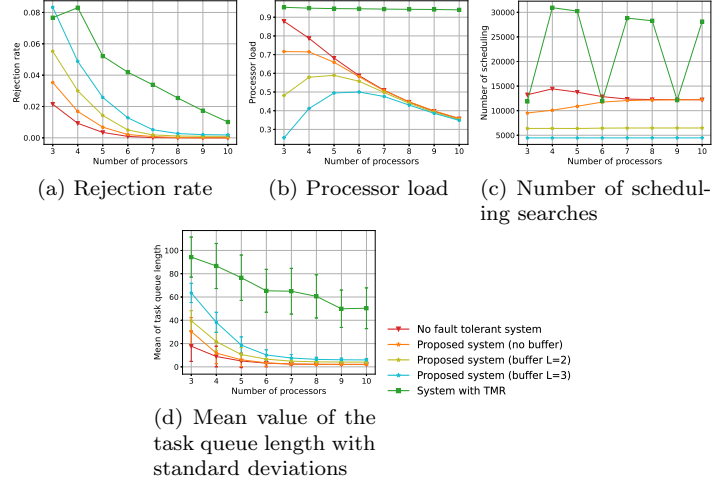 Rejection rate
0.08
0.06
0.04
0.02
0.00
3 4 5 6 7 8 9 10
Number of processors
(a) Rejection rate
Processor load
0.9
0.8
0.7
0.6
0.5
0.4
0.3
3 4 5 6 7 8 9 10
Number of processors
(b) Processor load
Number of scheduling
30000
25000
20000
15000
10000
5000
3 4 5 6 7 8 9 10
Number of processors
(c) Number of schedul-
ing searches
Mean of task queue length
100
80
60
40
20
0
3 4 5 6 7 8 9 10
Number of processors
No fault tolerant system
Proposed system (no buffer)
Proposed system (buffer L=2)
Proposed system (buffer L=3)
System with TMR
(d) Mean value of the
task queue length with
standard deviations